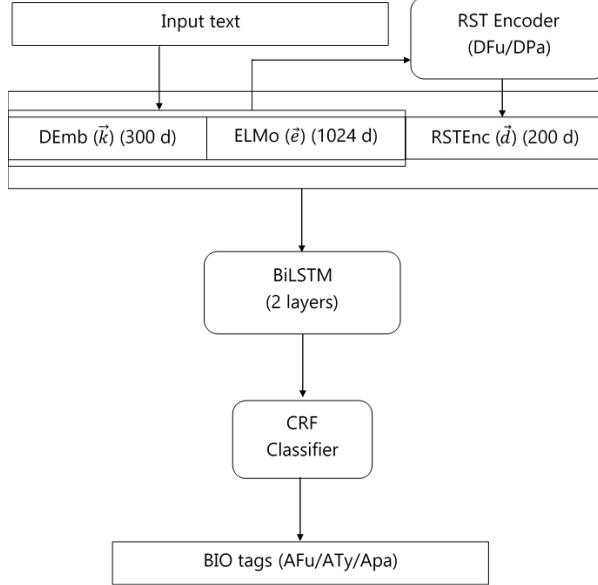 Input text
RST Encoder
(DFu/DPa)
DEmb (k⃗) (300 d)
ELMo (e⃗) (1024 d)
RSTEnc (d⃗) (200 d)
BiLSTM
(2 layers)
CRF
Classifier
BIO tags (AFu/ATy/Apa)